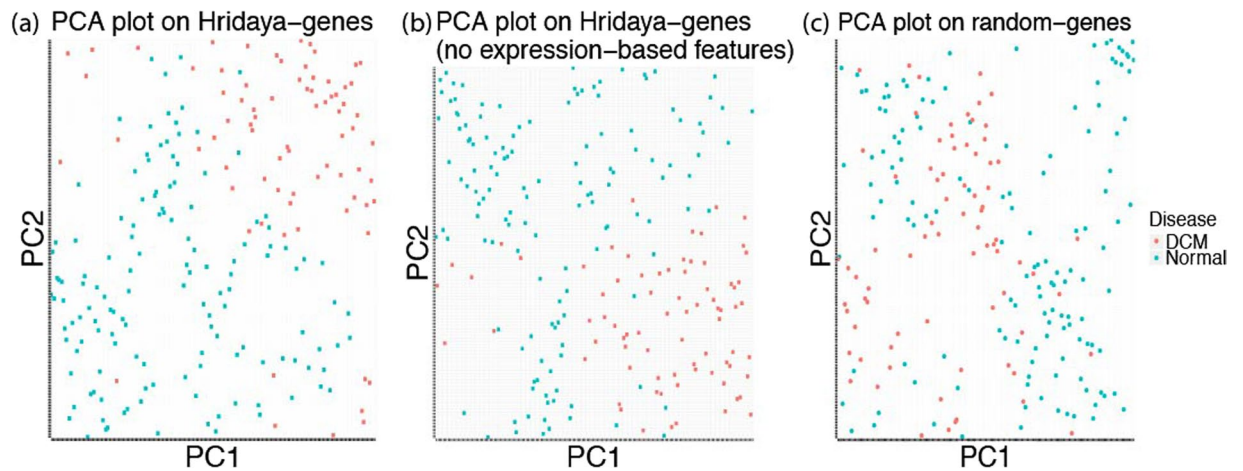 (a) PCA plot on Hridaya-genes
(b) PCA plot on Hridaya-genes
(no expression-based features)
(c) PCA plot on random-genes
PC2
PC1
PC2
PC1
PC2
PC1
Disease
DCM
Normal